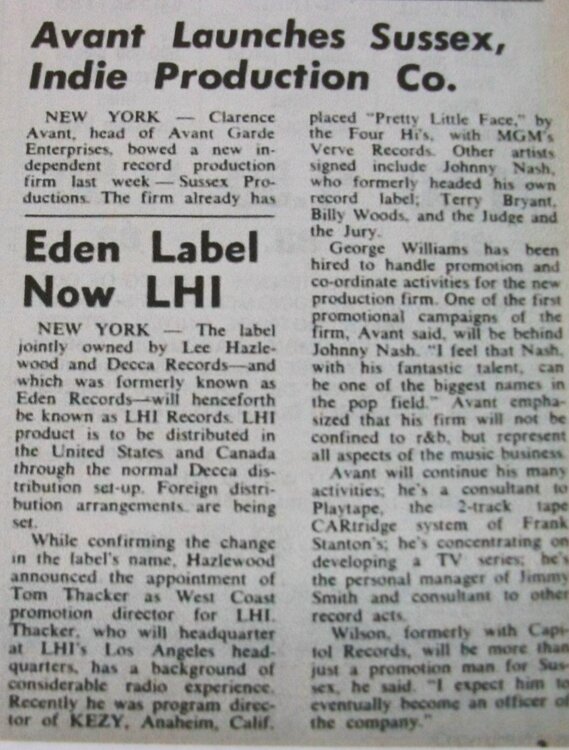 Avant Launches Sussex,
Indie Production Co.
NEW YORK — Clarence
Avant, head of Avant Garde
Enterprises, bowed a new in-
dependent record production
firm last week — Sussex Pro-
ductions. The firm already has
placed "Pretty Little Face," by
the Four Hi's, with MGM's
Verve Records. Other artists
signed include Johnny Nash,
who formerly headed his own
record label; Terry Bryant,
Billy Woods, and the Judge and
the Jury.
George Williams has been
hired to handle promotion and
co-ordinate activities for the new
production firm. One of the first
promotional campaigns of the
firm, Avant said, will be behind
Johnny Nash. "I feel that Nash,
with his fantastic talent, can
be one of the biggest names in
the pop field." Avant empha-
sized that his firm will not be
confined to r&b, but represent
all aspects of the music business.
Avant will continue his many
activities; he's a consultant to
Playtape, the 2-track tape
CARtridge system of Frank
Stanton's; he's concentrating on
developing a TV series; he's
the personal manager of Jimmy
Smith and consultant to other
record acts.
Wilson, formerly with Capi-
tol Records, will be more than
just a promotion man for Sus-
sex, he said. "I expect him to
eventually become an officer of
the company."
Eden Label
Now LHI
NEW YORK — The label
jointly owned by Lee Hazle-
wood and Decca Records—and
which was formerly known as
Eden Records—will henceforth
be known as LHI Records. LHI
product is to be distributed in
the United States and Canada
through the normal Decca dis-
tribution set-up. Foreign distri-
bution arrangements are being
set.
While confirming the change
in the label's name, Hazlewood
announced the appointment of
Tom Thacker as West Coast
promotion director for LHI.
Thacker, who will headquarter
at LHI's Los Angeles head-
quarters, has a background of
considerable radio experience.
Recently he was program direc-
tor of KEZY, Anaheim, Calif.